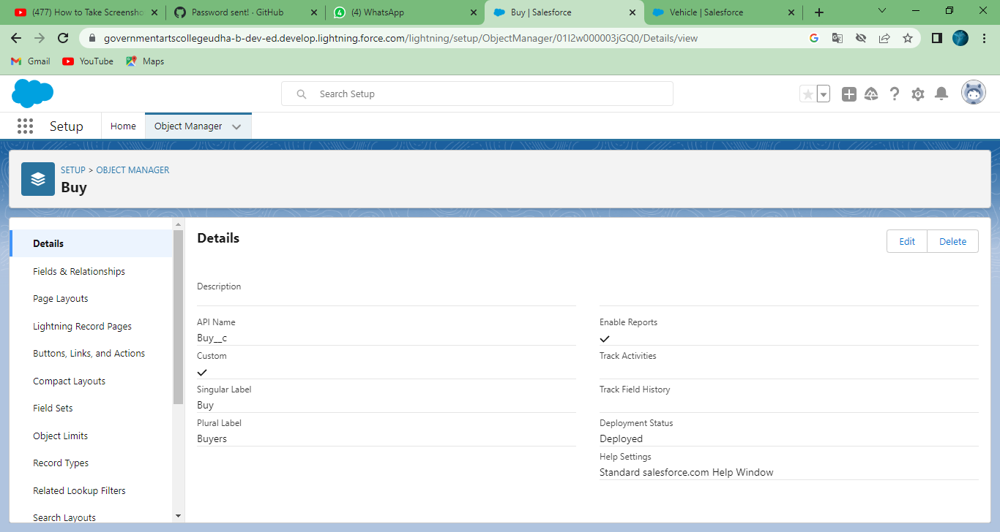 (477) How to Take Screensho
Password sent! · GitHub
(4) WhatsApp
Buy | Salesforce
Vehicle | Salesforce
governmentartscollegeudha-b-dev-ed.develop.lightning.force.com/lightning/setup/ObjectManager/01I2w000003jGQ0/Details/view
Gmail
YouTube
Maps
Search Setup
Setup
Home
Object Manager
SETUP > OBJECT MANAGER
Buy
Details
Fields & Relationships
Page Layouts
Lightning Record Pages
Buttons, Links, and Actions
Compact Layouts
Field Sets
Object Limits
Record Types
Related Lookup Filters
Search Layouts
Details
Edit
Delete
Description
API Name
Buy__c
Custom
Singular Label
Buy
Plural Label
Buyers
Enable Reports
Track Activities
Track Field History
Deployment Status
Deployed
Help Settings
Standard salesforce.com Help Window